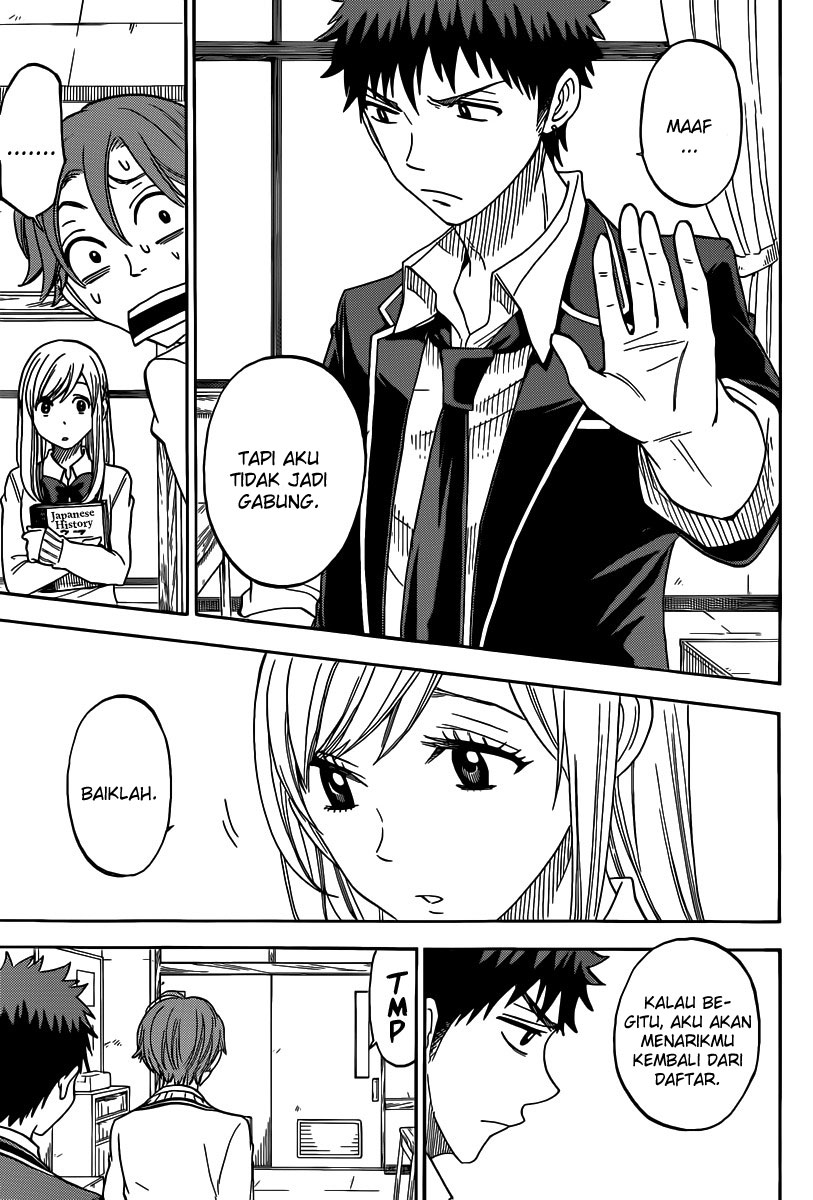 MAAF
...
TAPI AKU
TIDAK JADI
GABUNG.
........
Japanese
History
BAIKLAH.
KALAU BE-
GITU, AKU AKAN
MENARIKMU
KEMBALI DARI
DAFTAR.
TMP